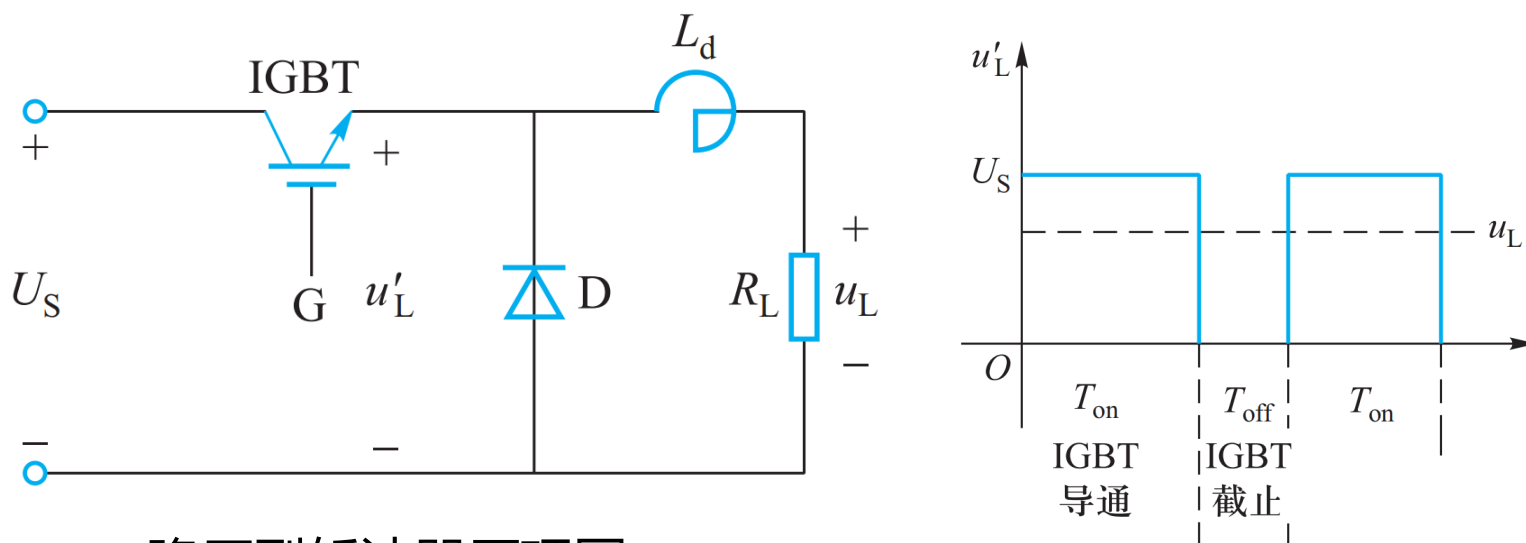 L_d
IGBT
+
+
U_S
G
u′_L
D
R_L
+
u_L
−
−
−
u′_L
U_S
u_L
O
T_on
T_off
T_on
IGBT
导通
IGBT
截止